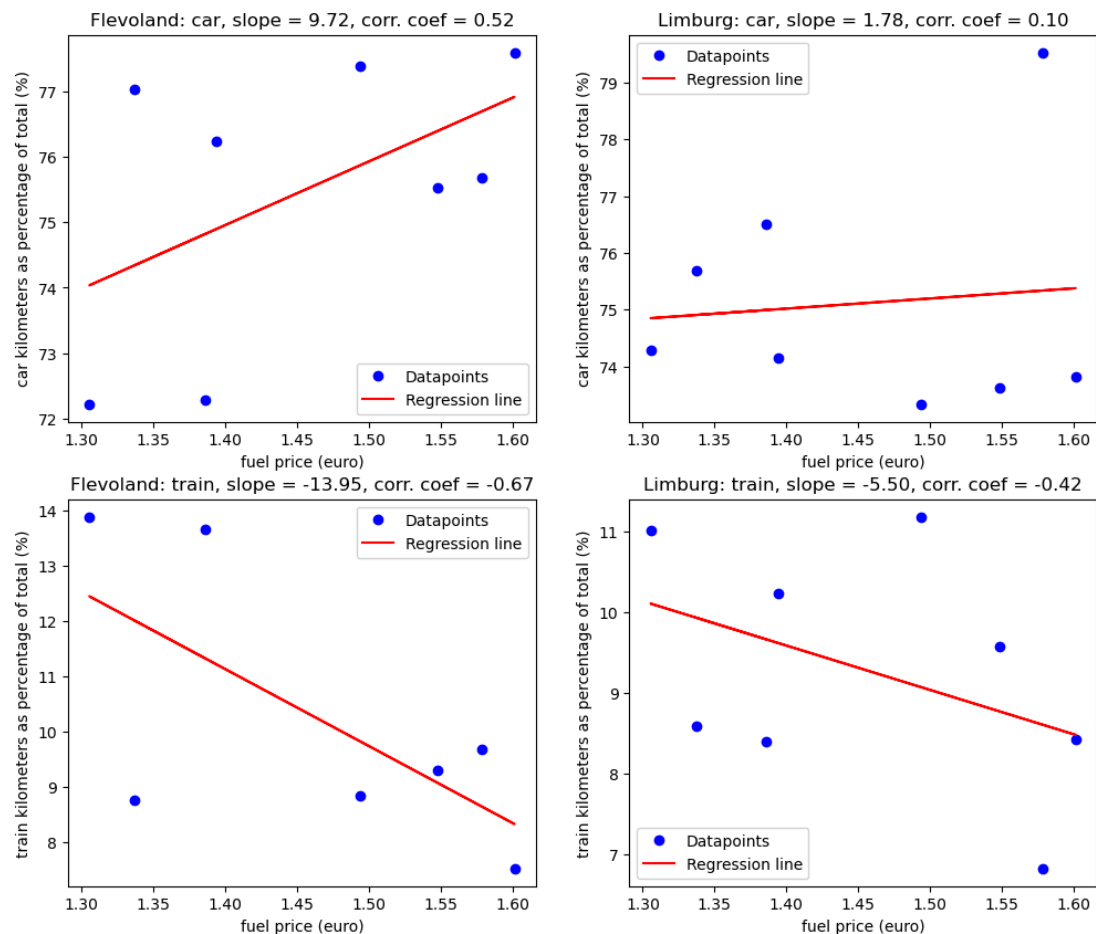 Flevoland: car, slope = 9.72, corr. coef = 0.52
car kilometers as percentage of total (%)
77
76
75
74
73
72
Datapoints
Regression line
1.30 1.35 1.40 1.45 1.50 1.55 1.60
fuel price (euro)
Limburg: car, slope = 1.78, corr. coef = 0.10
car kilometers as percentage of total (%)
Datapoints
Regression line
79
78
77
76
75
74
1.30 1.35 1.40 1.45 1.50 1.55 1.60
fuel price (euro)
Flevoland: train, slope = -13.95, corr. coef = -0.67
train kilometers as percentage of total (%)
Datapoints
Regression line
14
13
12
11
10
9
8
1.30 1.35 1.40 1.45 1.50 1.55 1.60
fuel price (euro)
Limburg: train, slope = -5.50, corr. coef = -0.42
train kilometers as percentage of total (%)
11
10
9
8
7
Datapoints
Regression line
1.30 1.35 1.40 1.45 1.50 1.55 1.60
fuel price (euro)